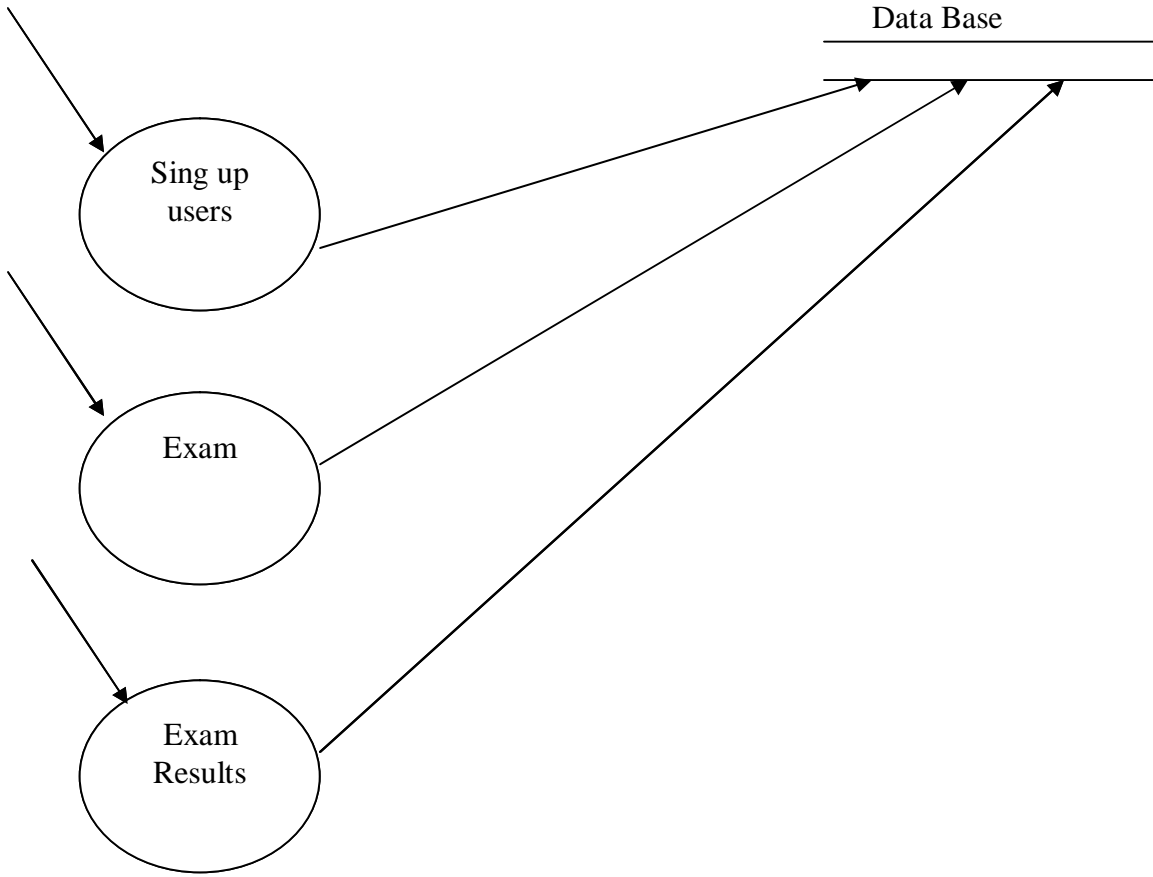 Data Base
Sing up
users
Exam
Exam
Results